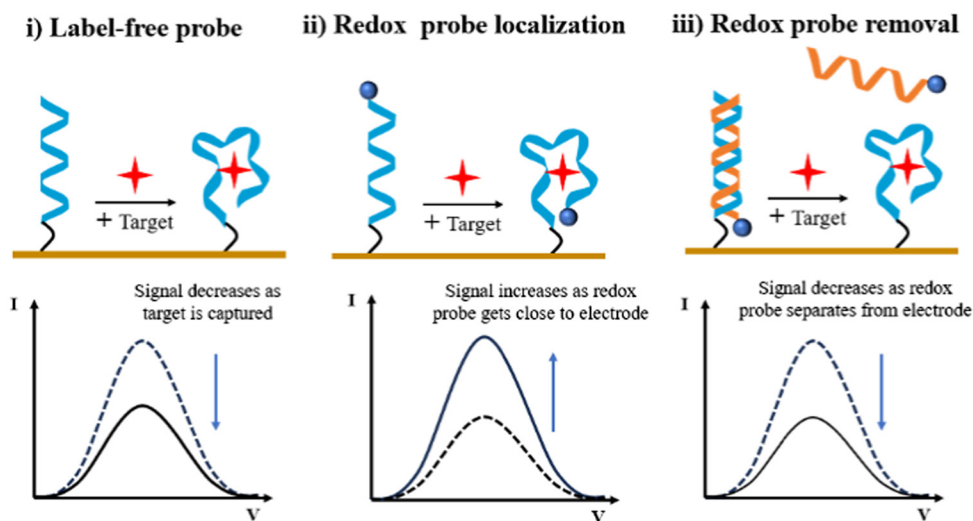 i) Label-free probe
+ Target
I
Signal decreases as
target is captured
V
ii) Redox probe localization
+ Target
I
Signal increases as redox
probe gets close to electrode
V
iii) Redox probe removal
+ Target
I
Signal decreases as redox
probe separates from electrode
V